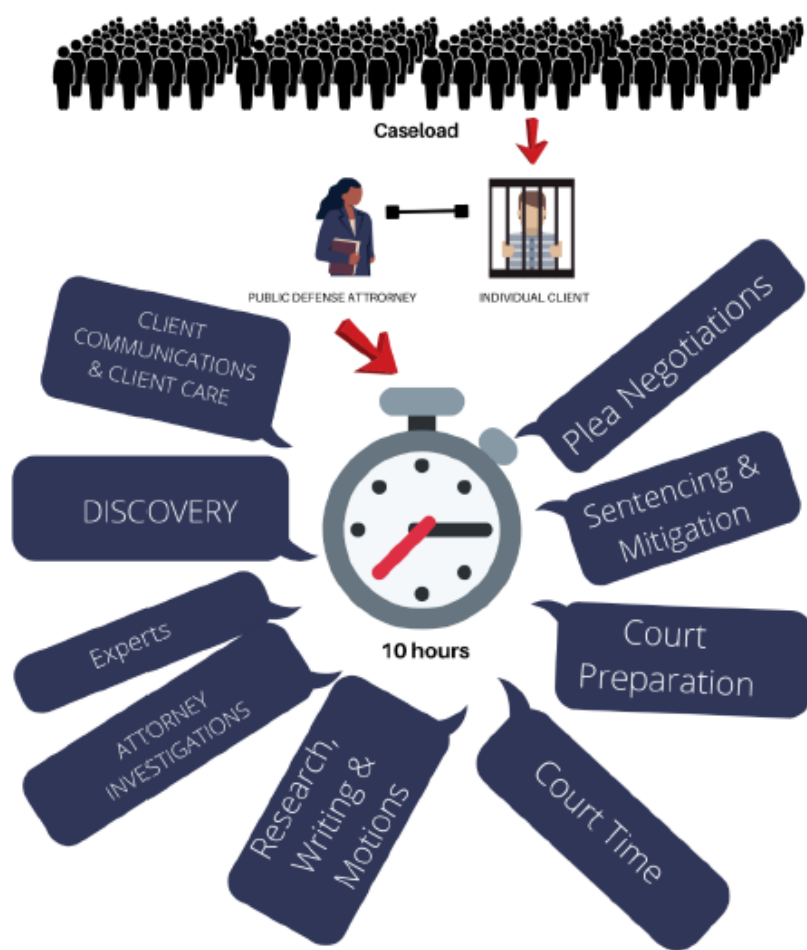 Caseload
PUBLIC DEFENSE ATTRORNEY
INDIVIDUAL CLIENT
CLIENT
COMMUNICATIONS
& CLIENT CARE
DISCOVERY
Experts
ATTORNEY
INVESTIGATIONS
Research,
Writing &
Motions
10 hours
Plea Negotiations
Sentencing &
Mitigation
Court
Preparation
Court Time